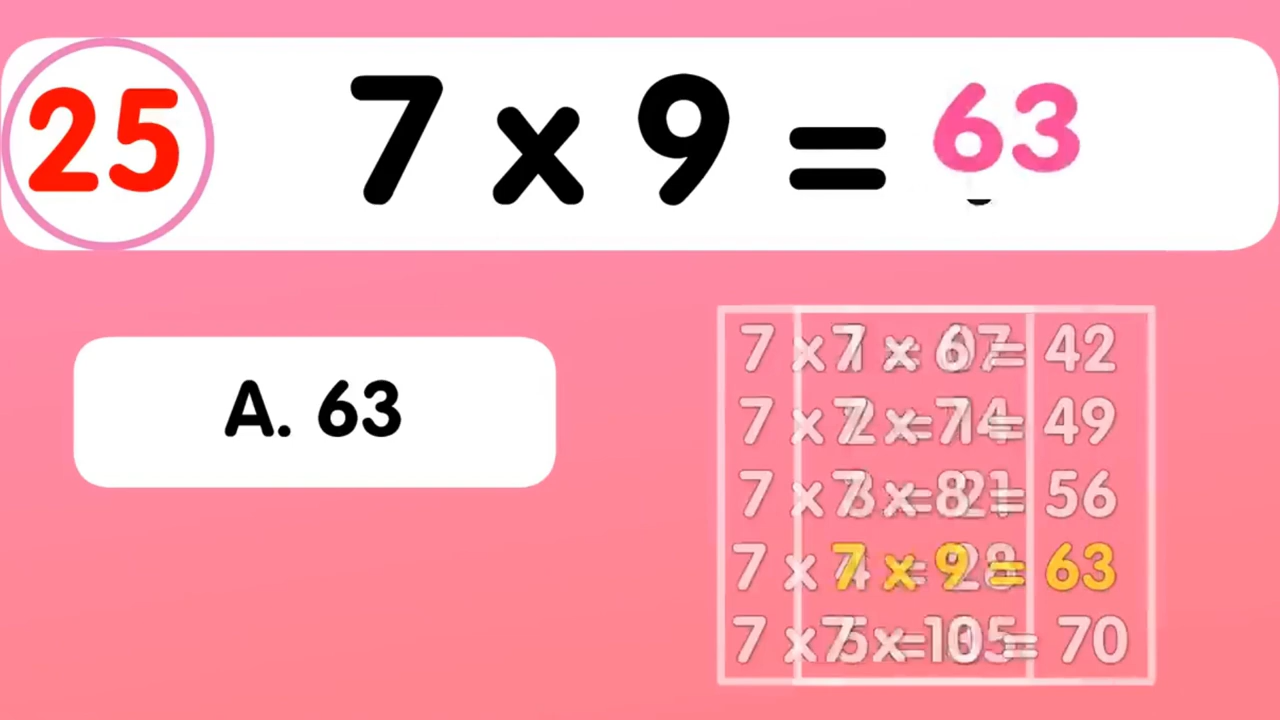 25
7 x 9 = 63
A. 63
7 x 6 = 42
7 x 7 = 49
7 x 8 = 56
7 x 9 = 63
7 x 10 = 70